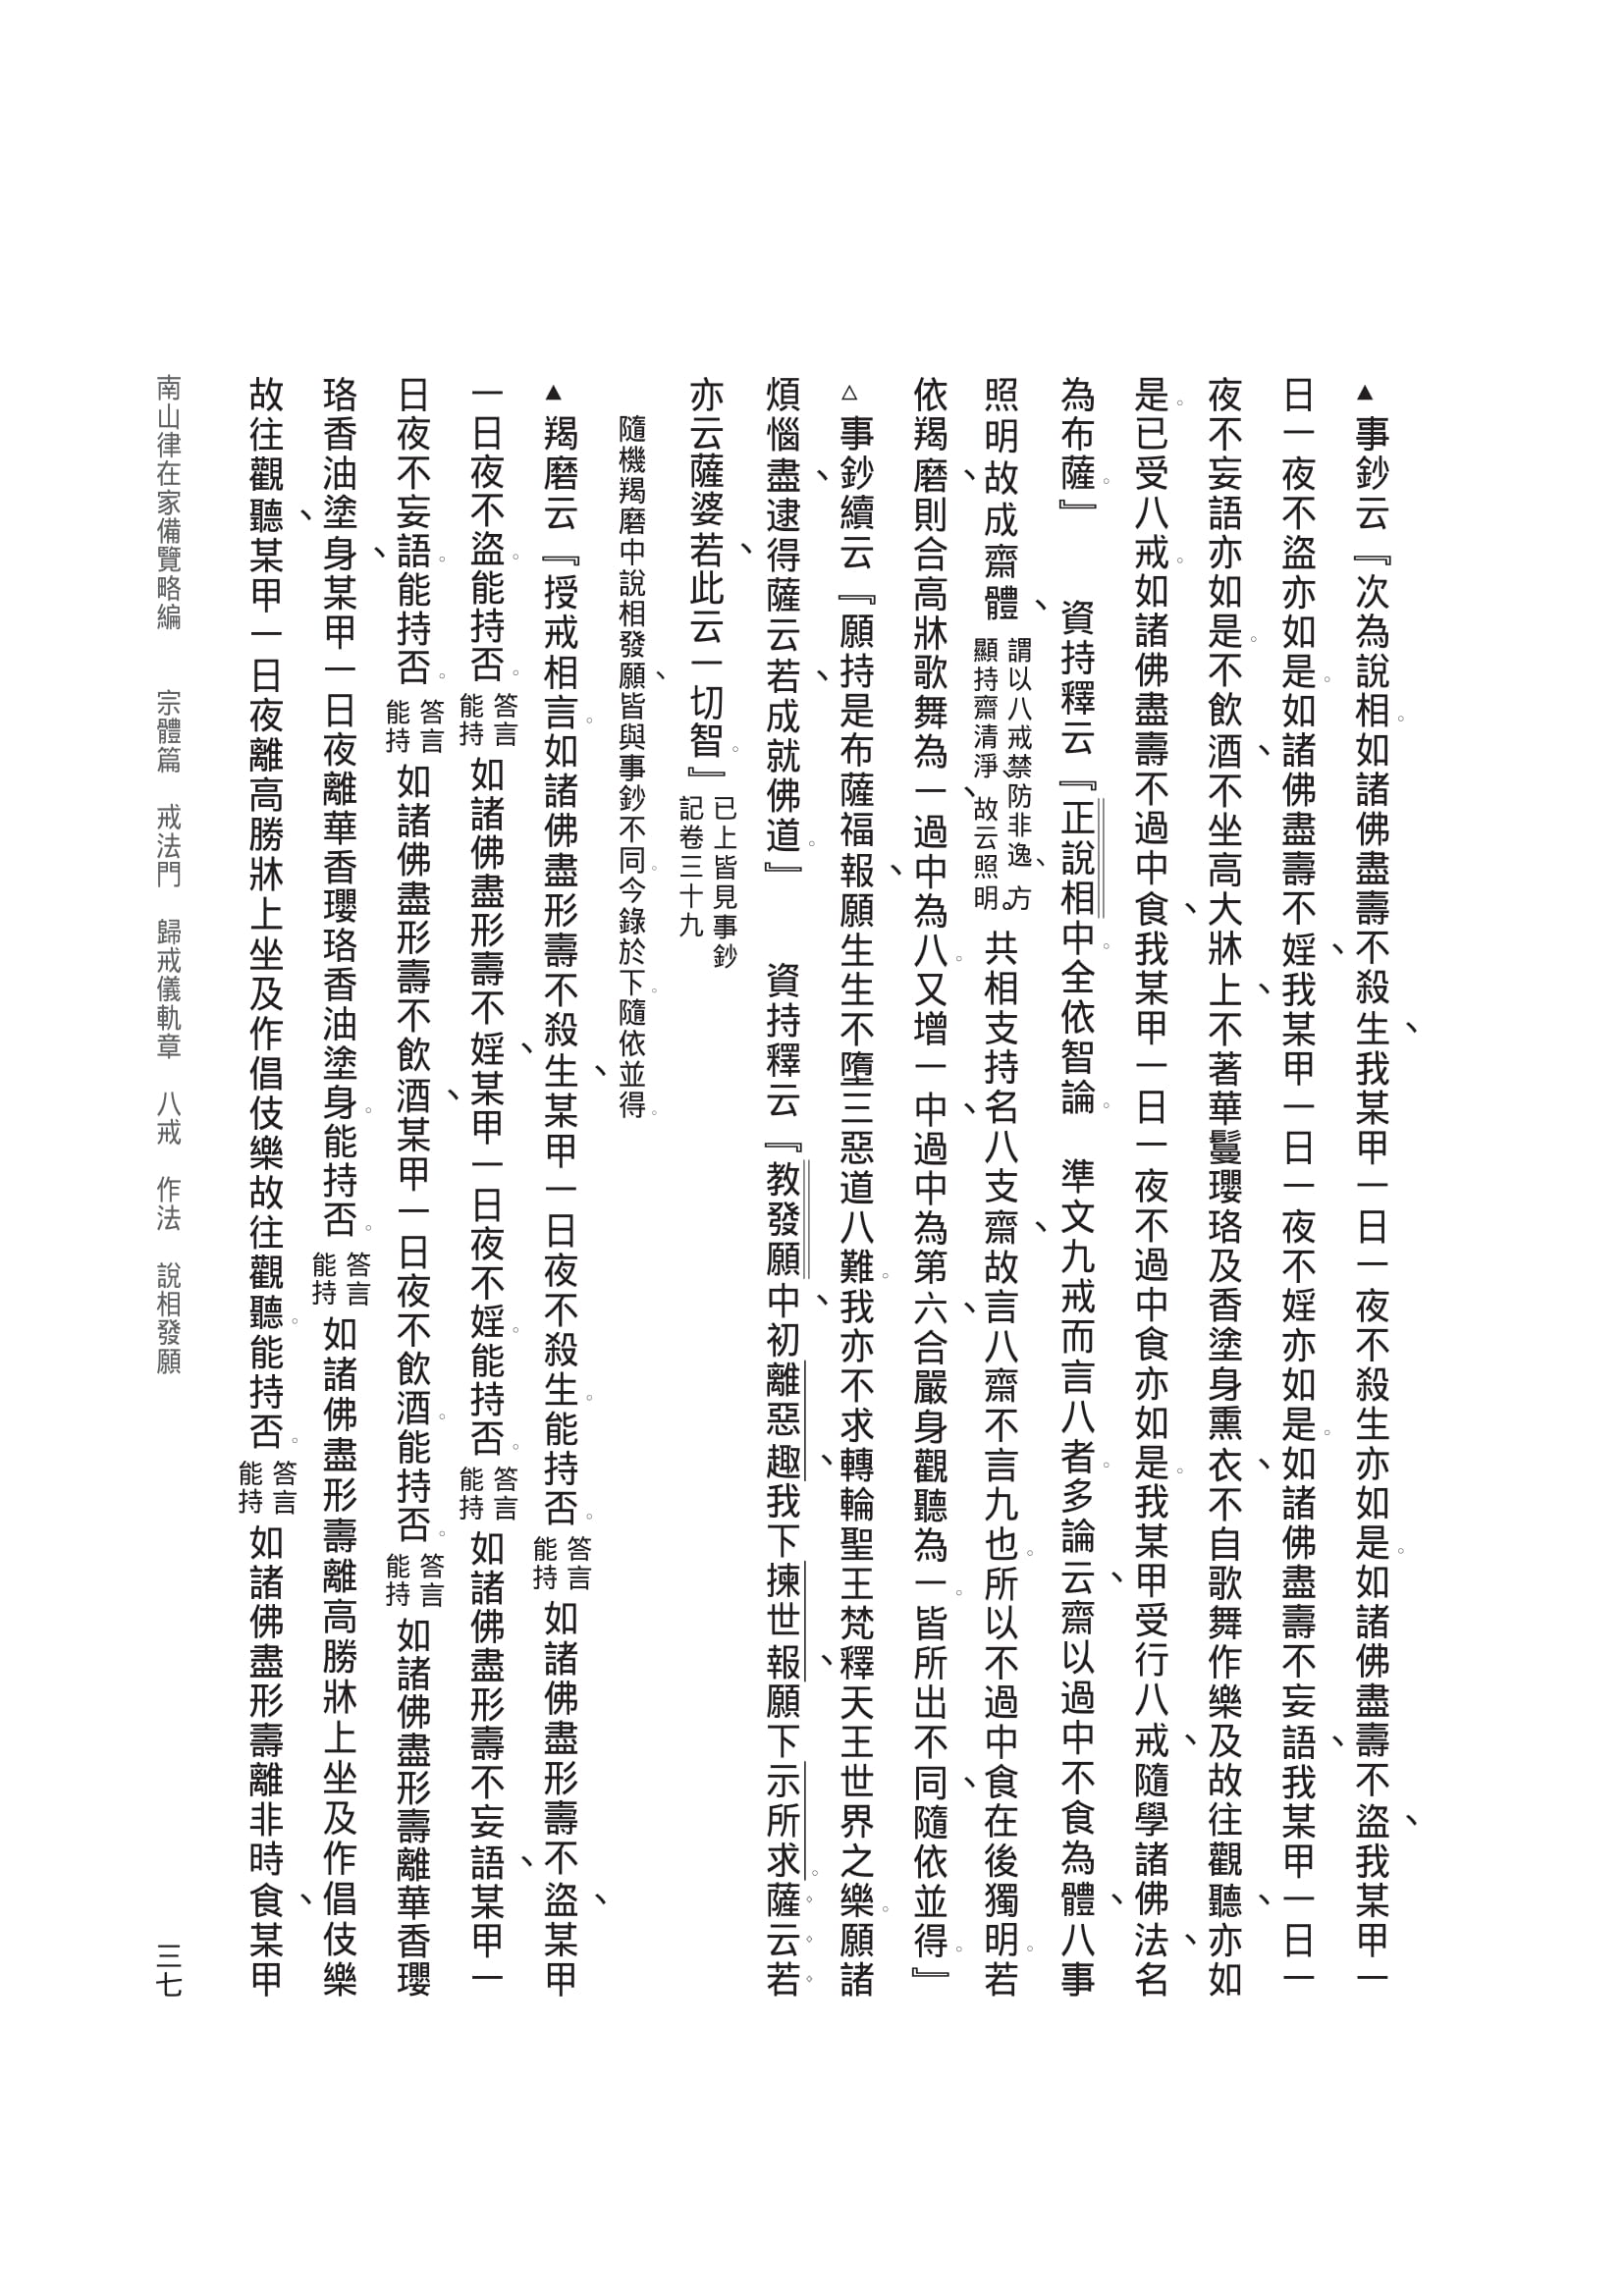 ▲事鈔云『次為說相。如諸佛盡壽不殺生、我某甲一日一夜不殺生亦如是。如諸佛盡壽不盜、我某甲一
日一夜不盜亦如是。如諸佛盡壽不婬、我某甲一日一夜不婬亦如是。如諸佛盡壽不妄語、我某甲一日一
夜不妄語亦如是。不飲酒、不坐高大牀上、不著華鬘瓔珞及香塗身熏衣、不自歌舞作樂及故往觀聽、亦如
是。已受八戒。如諸佛盡壽不過中食、我某甲一日一夜不過中食亦如是。我某甲受行八戒、隨學諸佛法、名
為布薩。』　資持釋云『正說相中。全依智論。　準文九戒而言八者。多論云、齋以過中不食為體、八事
照明故成齋體、謂以八戒禁防非逸、方顯持齋清淨、故云照明。共相支持名八支齋、故言八齋不言九也。所以不過中食在後獨明。若
依羯磨、則合高牀歌舞為一、過中為八。又增一中、過中為第六、合嚴身觀聽為一。皆所出不同、隨依並得。』
△事鈔續云『願持是布薩福報、願生生不墮三惡道八難。我亦不求轉輪聖王梵釋天王世界之樂。願諸
煩惱盡、逮得薩云若、成就佛道。』　資持釋云『教發願中、初離惡趣、我下揀世報、願下示所求。薩云若
亦云薩婆若、此云一切智。』已上皆見事鈔記卷三十九
隨機羯磨中說相發願、皆與事鈔不同。今錄於下。隨依並得。
▲羯磨云『授戒相言。如諸佛盡形壽不殺生、某甲一日夜不殺生。能持否。答言能持如諸佛盡形壽不盜、某甲
一日夜不盜。能持否。答言能持如諸佛盡形壽不婬、某甲一日夜不婬。能持否。答言能持如諸佛盡形壽不妄語、某甲一
日夜不妄語。能持否。答言能持如諸佛盡形壽不飲酒、某甲一日夜不飲酒。能持否。答言能持如諸佛盡形壽離華香瓔
珞香油塗身、某甲一日夜離華香瓔珞香油塗身。能持否。答言能持如諸佛盡形壽離高勝牀上坐及作倡伎樂
故往觀聽、某甲一日夜離高勝牀上坐及作倡伎樂故往觀聽。能持否。答言能持如諸佛盡形壽離非時食、某甲
南山律在家備覽略編　宗體篇　戒法門　歸戒儀軌章　八戒　作法　說相發願
三七